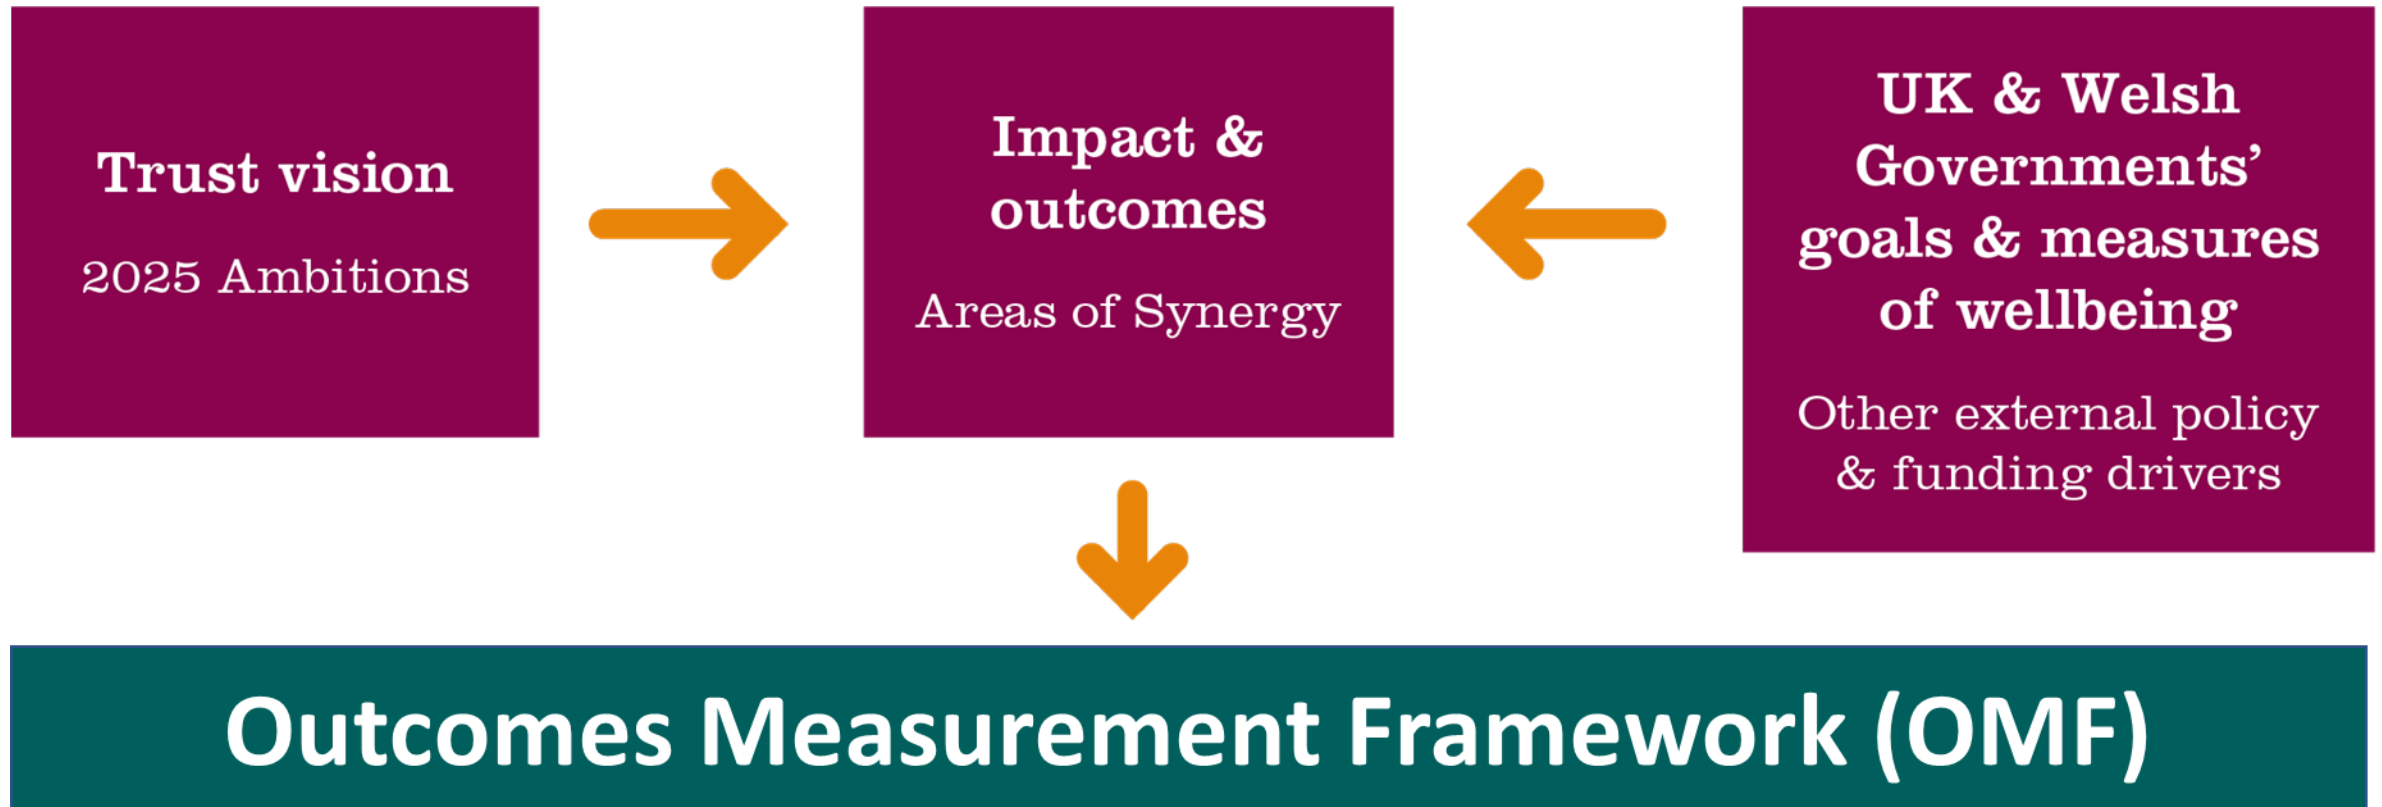 Trust vision
2025 Ambitions
Impact &
outcomes
Areas of Synergy
UK & Welsh
Governments’
goals & measures
of wellbeing
Other external policy
& funding drivers
Outcomes Measurement Framework (OMF)